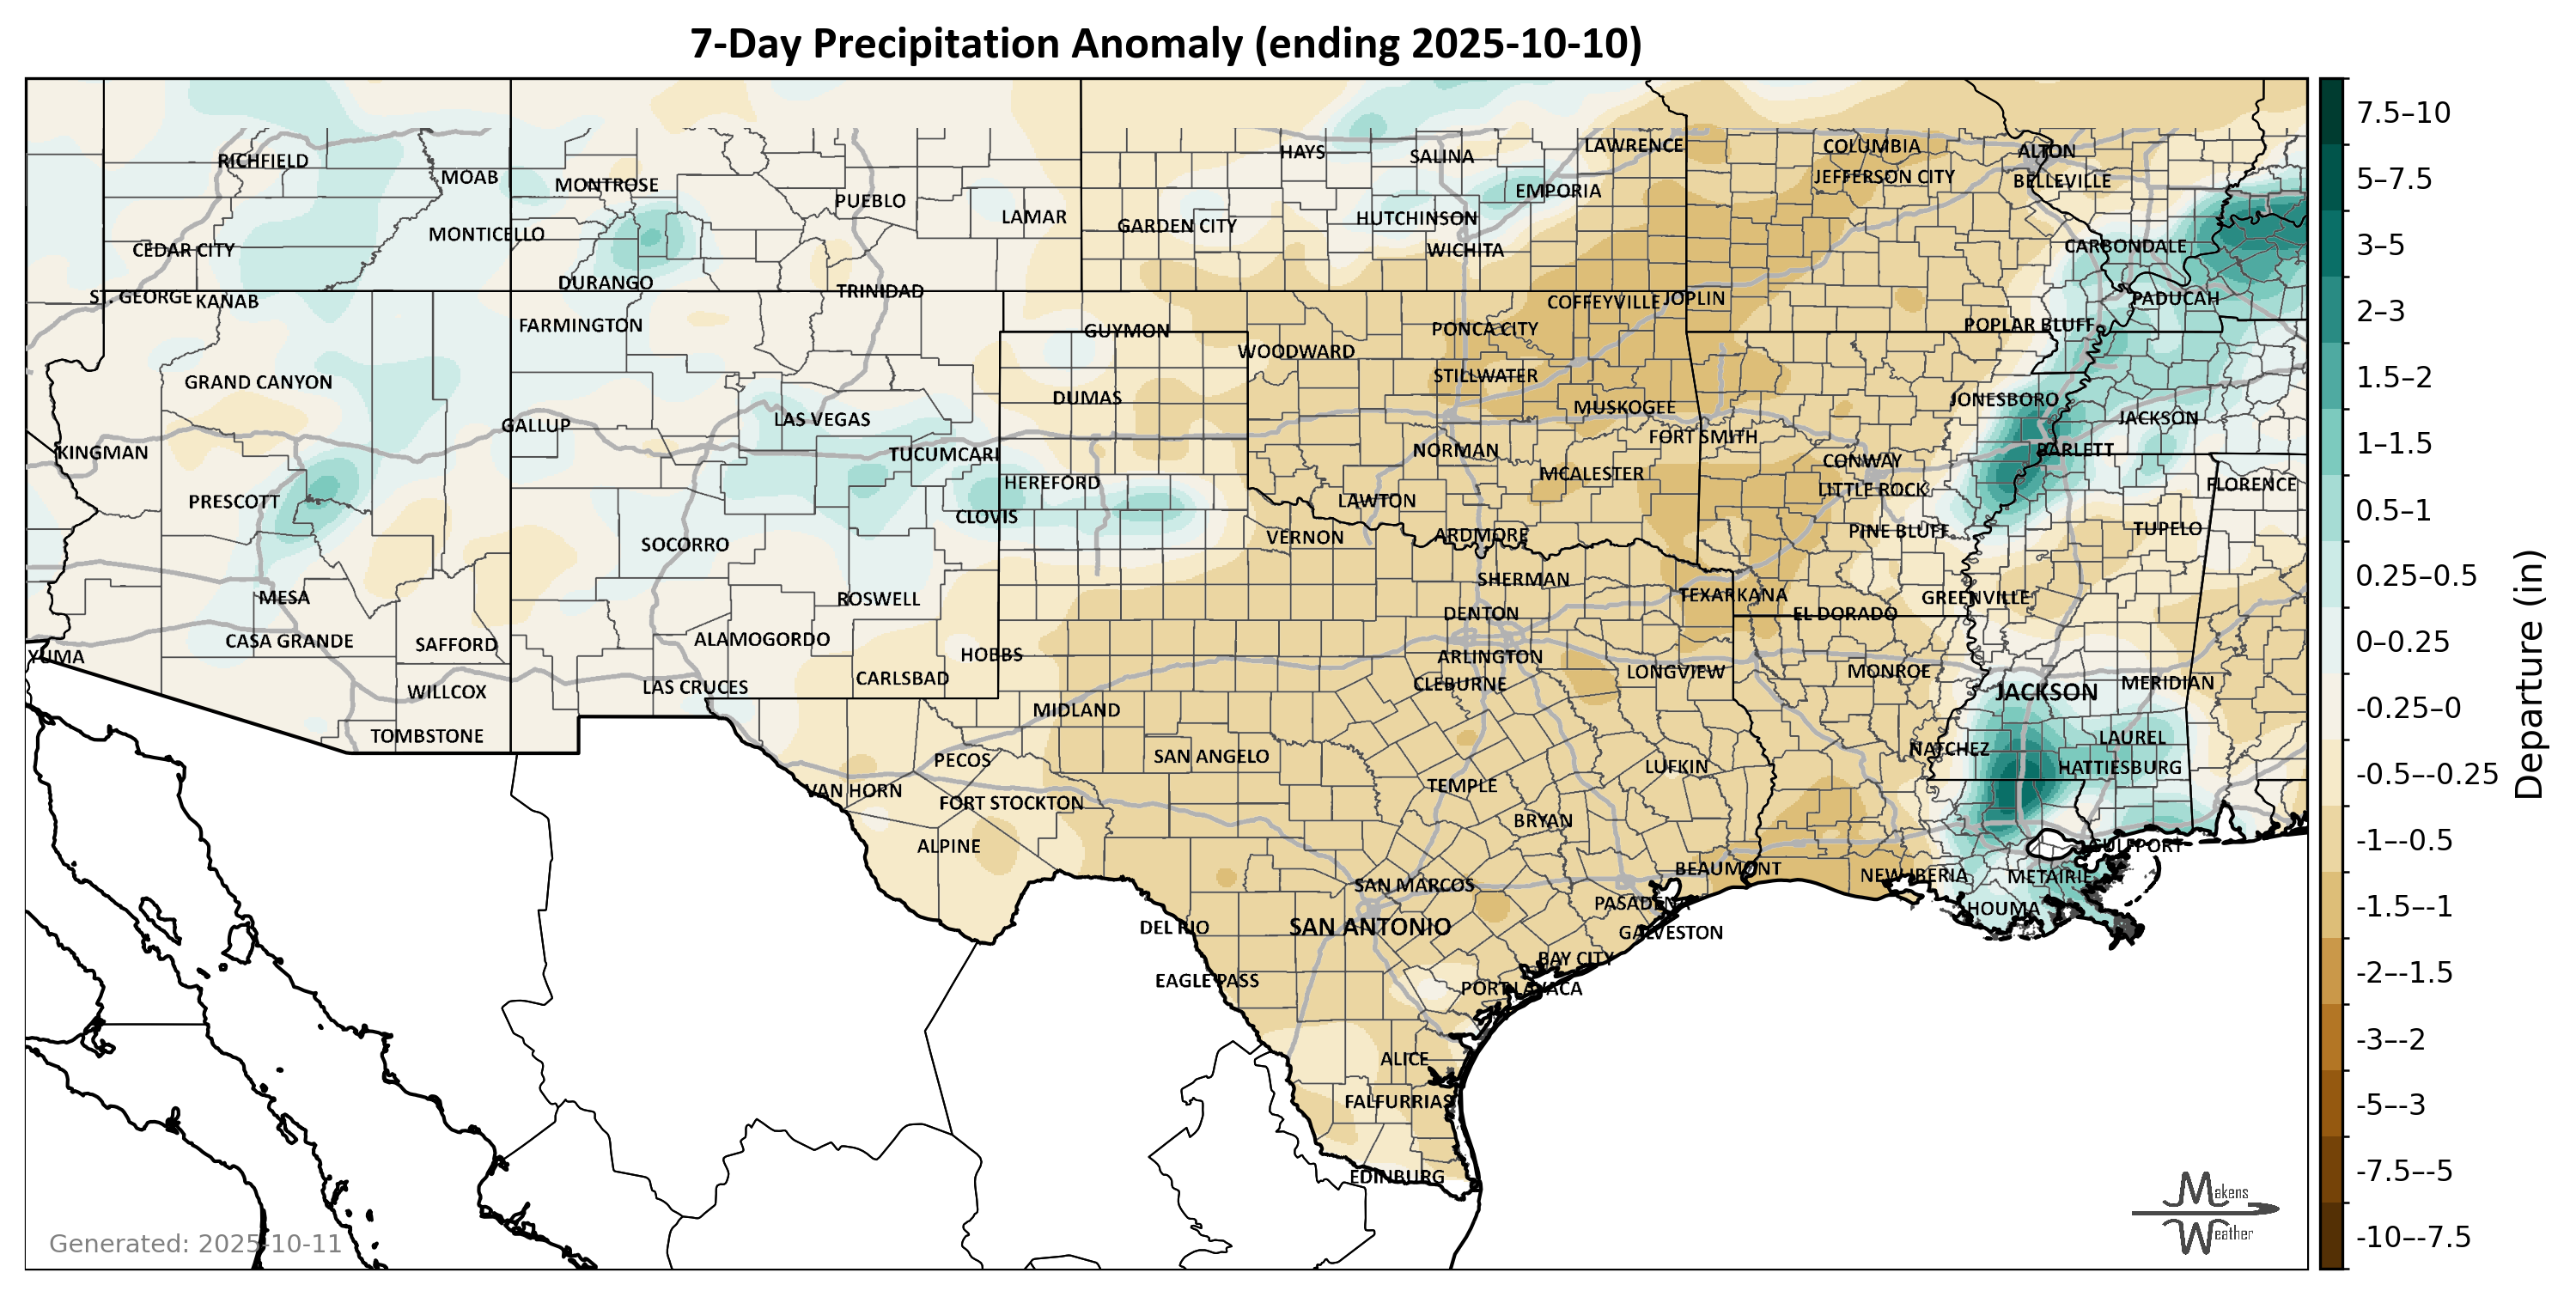 7-Day Precipitation Anomaly (ending 2025-10-10)
HAYS
SALINA
LAWRENCE
COLUMBIA
ALTON
RICHFIELD
MOAB
MONTROSE
EMPORIA
JEFFERSON CITY
BELLEVILLE
PUEBLO
LAMAR
GARDEN CITY
HUTCHINSON
CEDAR CITY
MONTICELLO
WICHITA
CARBONDALE
DURANGO
TRINIDAD
ST. GEORGE
KANAB
COFFEYVILLE
JOPLIN
PADUCAH
FARMINGTON
GUYMON
PONCA CITY
POPLAR BLUFF
WOODWARD
GRAND CANYON
STILLWATER
DUMAS
MUSKOGEE
JONESBORO
GALLUP
LAS VEGAS
JACKSON
FORT SMITH
KINGMAN
TUCUMCARI
NORMAN
BARLETT
CONWAY
HEREFORD
MCALESTER
FLORENCE
PRESCOTT
LAWTON
LITTLE ROCK
CLOVIS
SOCORRO
VERNON
ARDMORE
PINE BLUFF
TUPELO
SHERMAN
MESA
ROSWELL
TEXARKANA
GREENVILLE
DENTON
EL DORADO
CASA GRANDE
SAFFORD
ALAMOGORDO
YUMA
HOBBS
ARLINGTON
LONGVIEW
MONROE
CARLSBAD
CLEBURNE
MERIDIAN
WILLCOX
LAS CRUCES
JACKSON
MIDLAND
TOMBSTONE
LAUREL
PECOS
SAN ANGELO
NATCHEZ
LUFKIN
HATTIESBURG
VAN HORN
FORT STOCKTON
TEMPLE
BRYAN
ALPINE
GULFPORT
BEAUMONT
SAN MARCOS
NEW IBERIA
METAIRIE
PASADENA
HOUMA
DEL RIO
SAN ANTONIO
GALVESTON
BAY CITY
EAGLE PASS
PORT LAVACA
ALICE
FALFURRIAS
EDINBURG
Generated: 2025-10-11
Makens
Weather
7.5–10
5–7.5
3–5
2–3
1.5–2
1–1.5
0.5–1
0.25–0.5
0–0.25
-0.25–0
-0.5–-0.25
-1–-0.5
-1.5–-1
-2–-1.5
-3–-2
-5–-3
-7.5–-5
-10–-7.5
Departure (in)